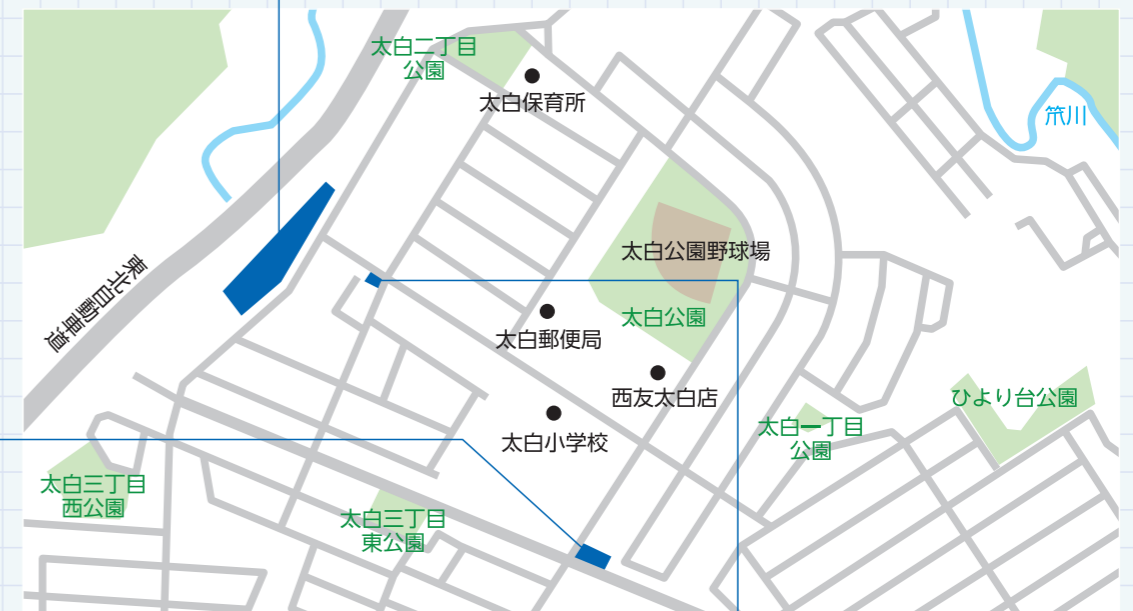 太白二丁目
公園
太白保育所
笊川
太白公園野球場
東北自動車道
太白公園
太白郵便局
西友太白店
ひより台公園
太白一丁目
公園
太白小学校
太白三丁目
西公園
太白三丁目
東公園